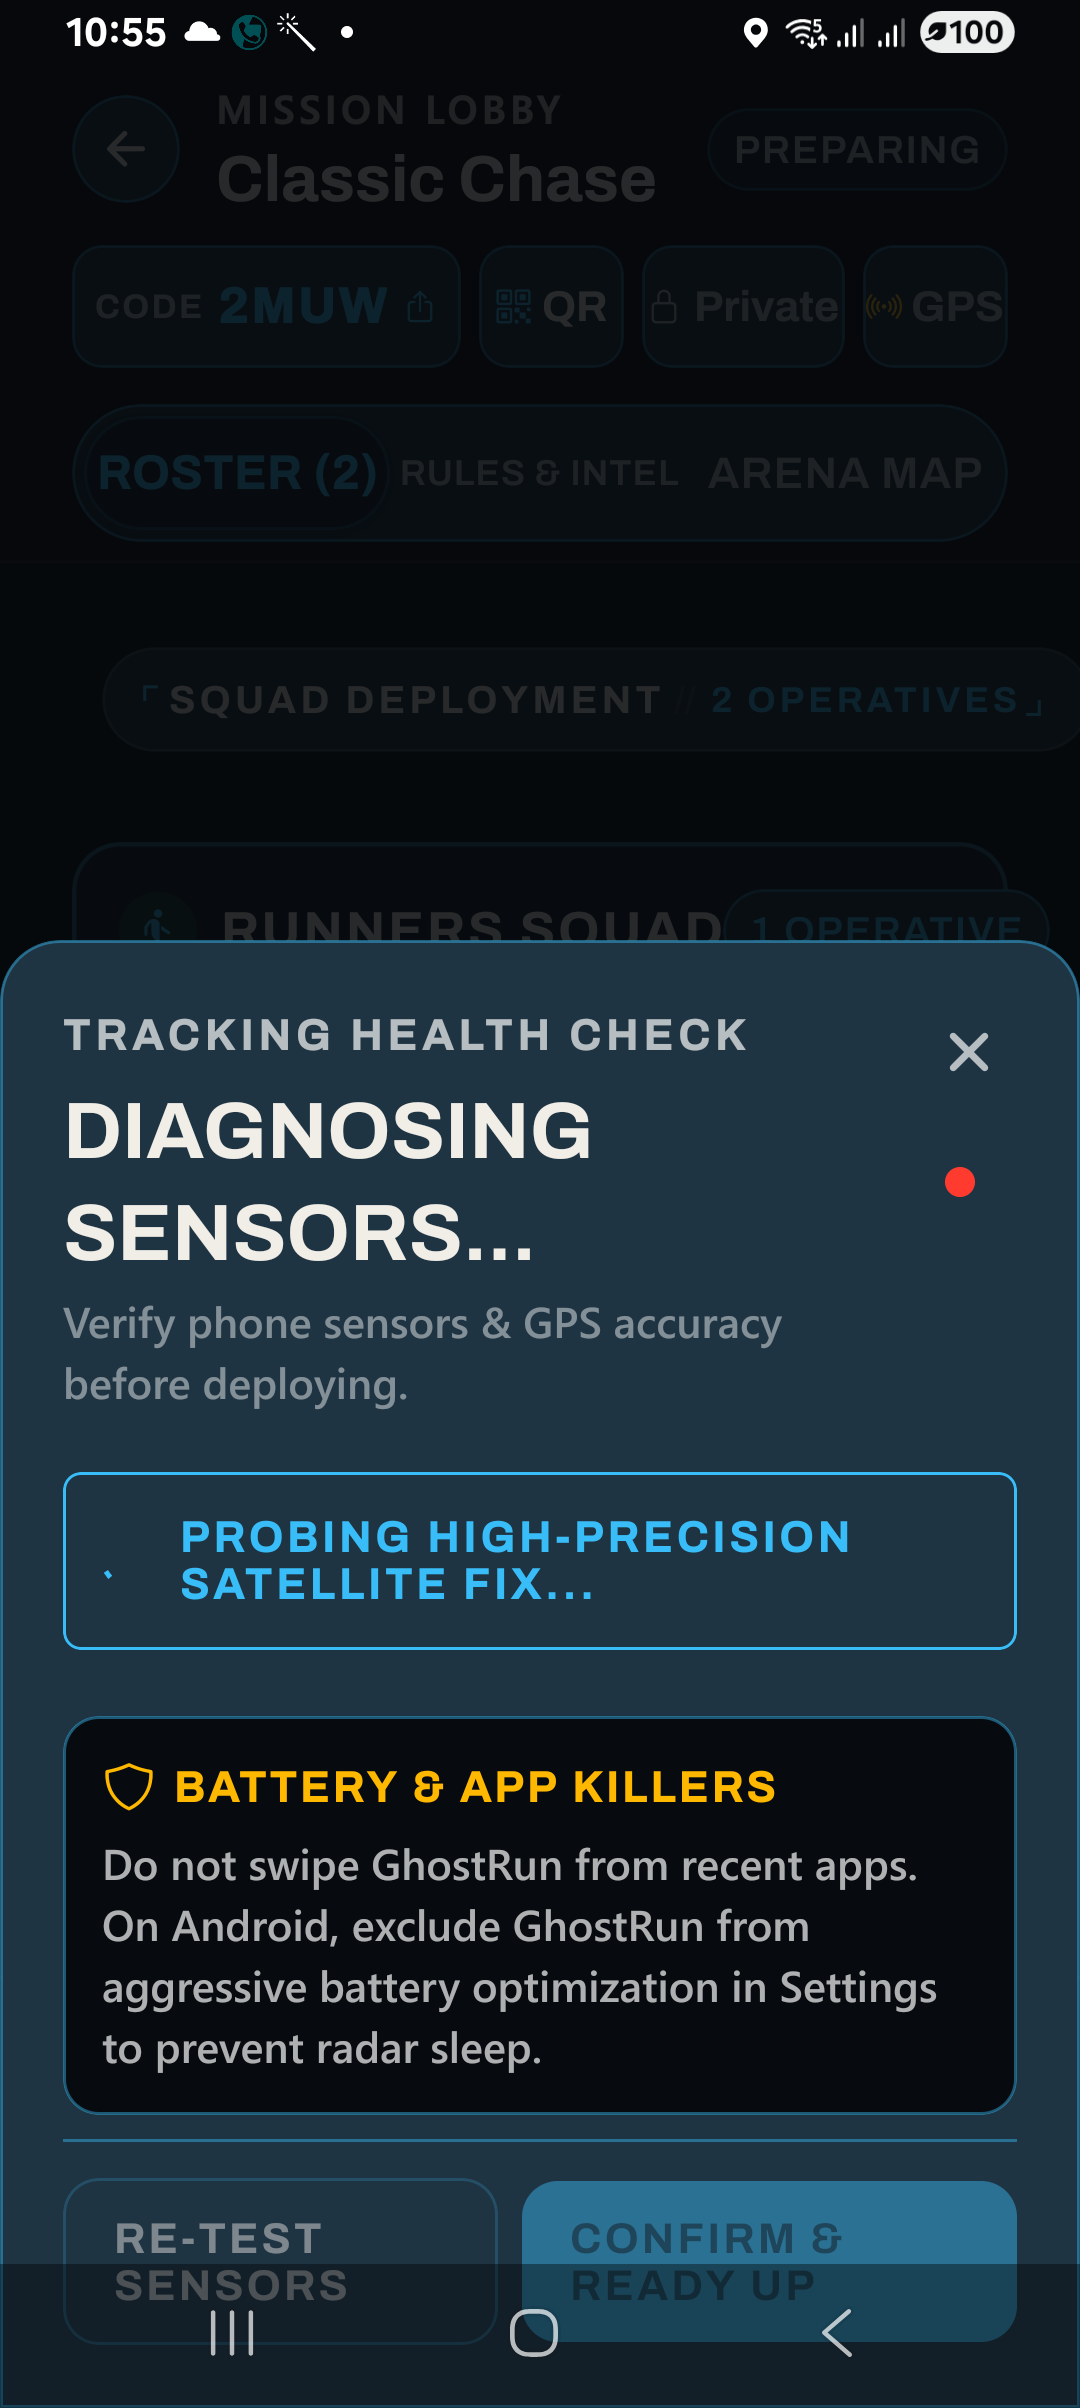 10:55
5
100
MISSION LOBBY
Classic Chase
PREPARING
CODE 2MUW
QR
Private
GPS
ROSTER (2)
RULES & INTEL
ARENA MAP
SQUAD DEPLOYMENT // 2 OPERATIVES
RUNNERS SQUAD
1 OPERATIVE
TRACKING HEALTH CHECK
DIAGNOSING
SENSORS...
Verify phone sensors & GPS accuracy
before deploying.
PROBING HIGH-PRECISION
SATELLITE FIX...
BATTERY & APP KILLERS
Do not swipe GhostRun from recent apps.
On Android, exclude GhostRun from
aggressive battery optimization in Settings
to prevent radar sleep.
RE-TEST
SENSORS
CONFIRM &
READY UP